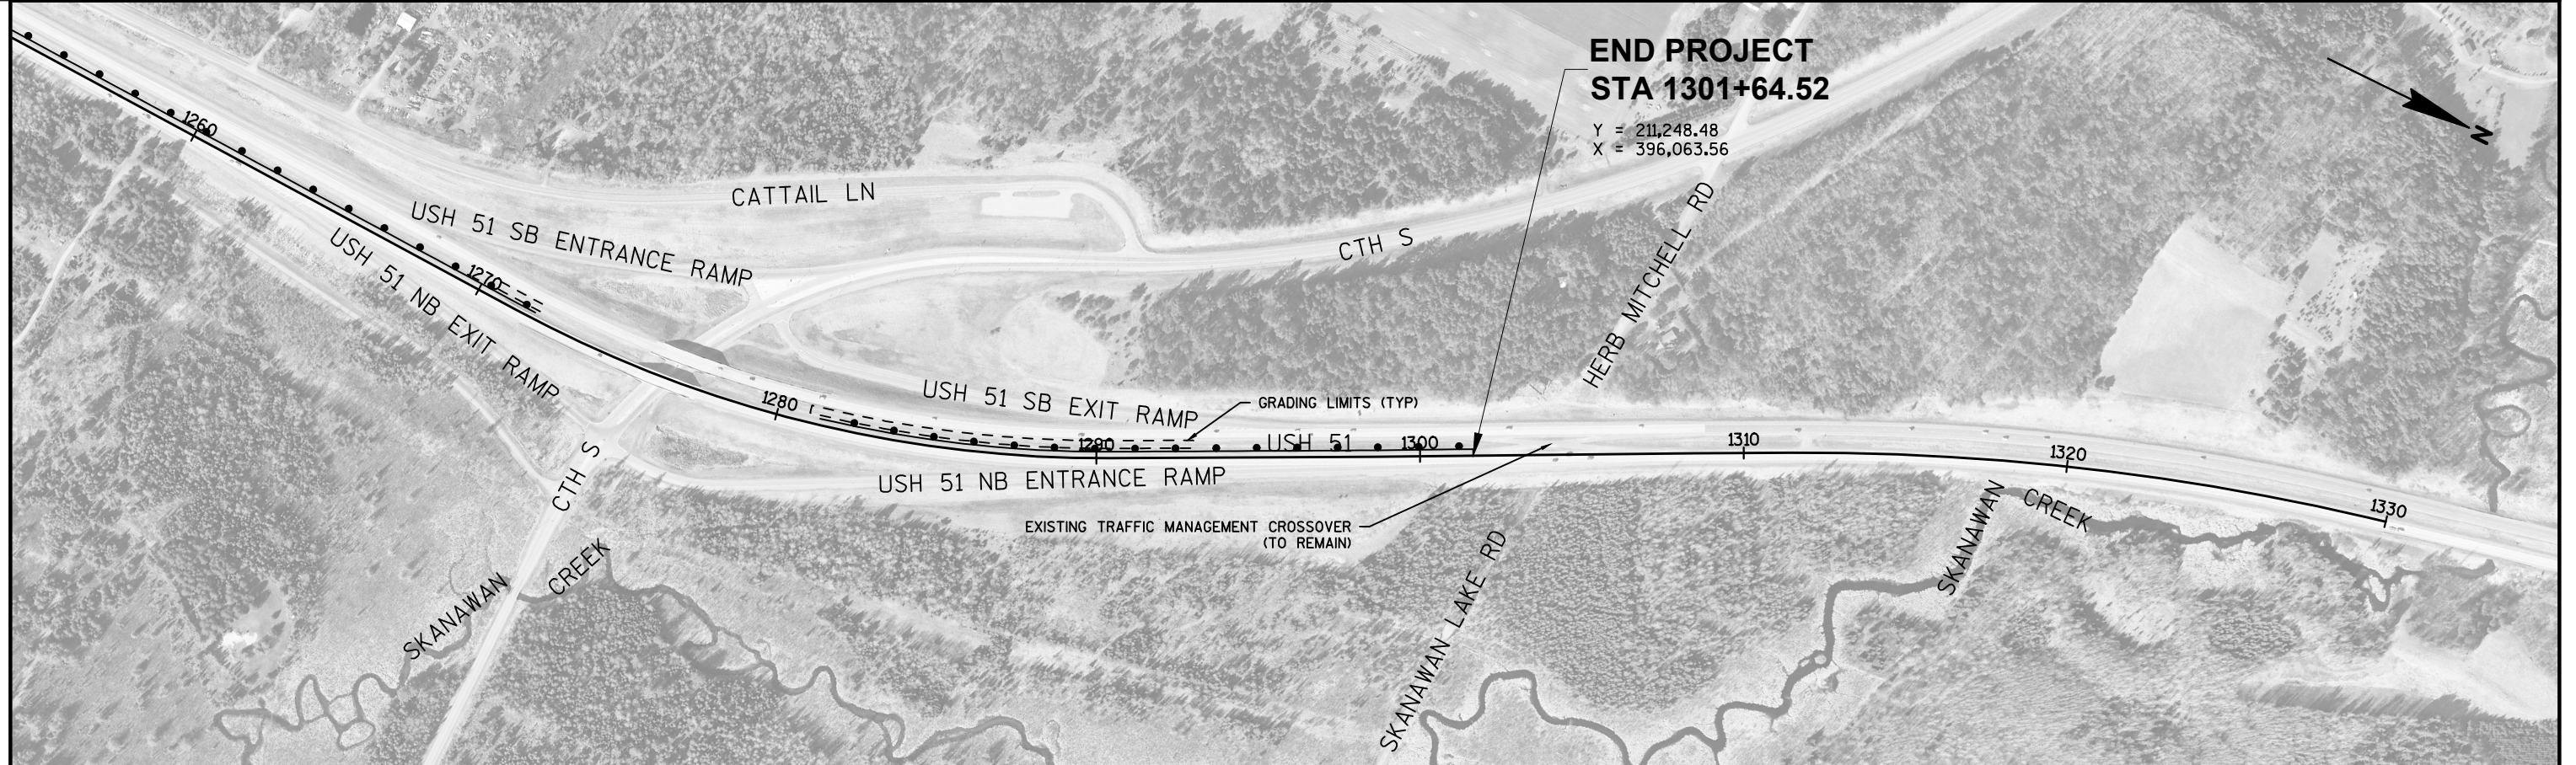 END PROJECT
STA 1301+64.52
Y = 211,248.48
X = 396,063.56
N
1260
CATTAIL LN
USH 51 SB ENTRANCE RAMP
USH 51 NB EXIT RAMP
CTH S
HERB MITCHELL RD
1270
1280
USH 51 SB EXIT RAMP
GRADING LIMITS (TYP)
1290
USH 51
1300
1310
1320
1330
USH 51 NB ENTRANCE RAMP
CTH S
EXISTING TRAFFIC MANAGEMENT CROSSOVER
(TO REMAIN)
SKANAWAN
CREEK
SKANAWAN LAKE RD
SKANAWAN
CREEK